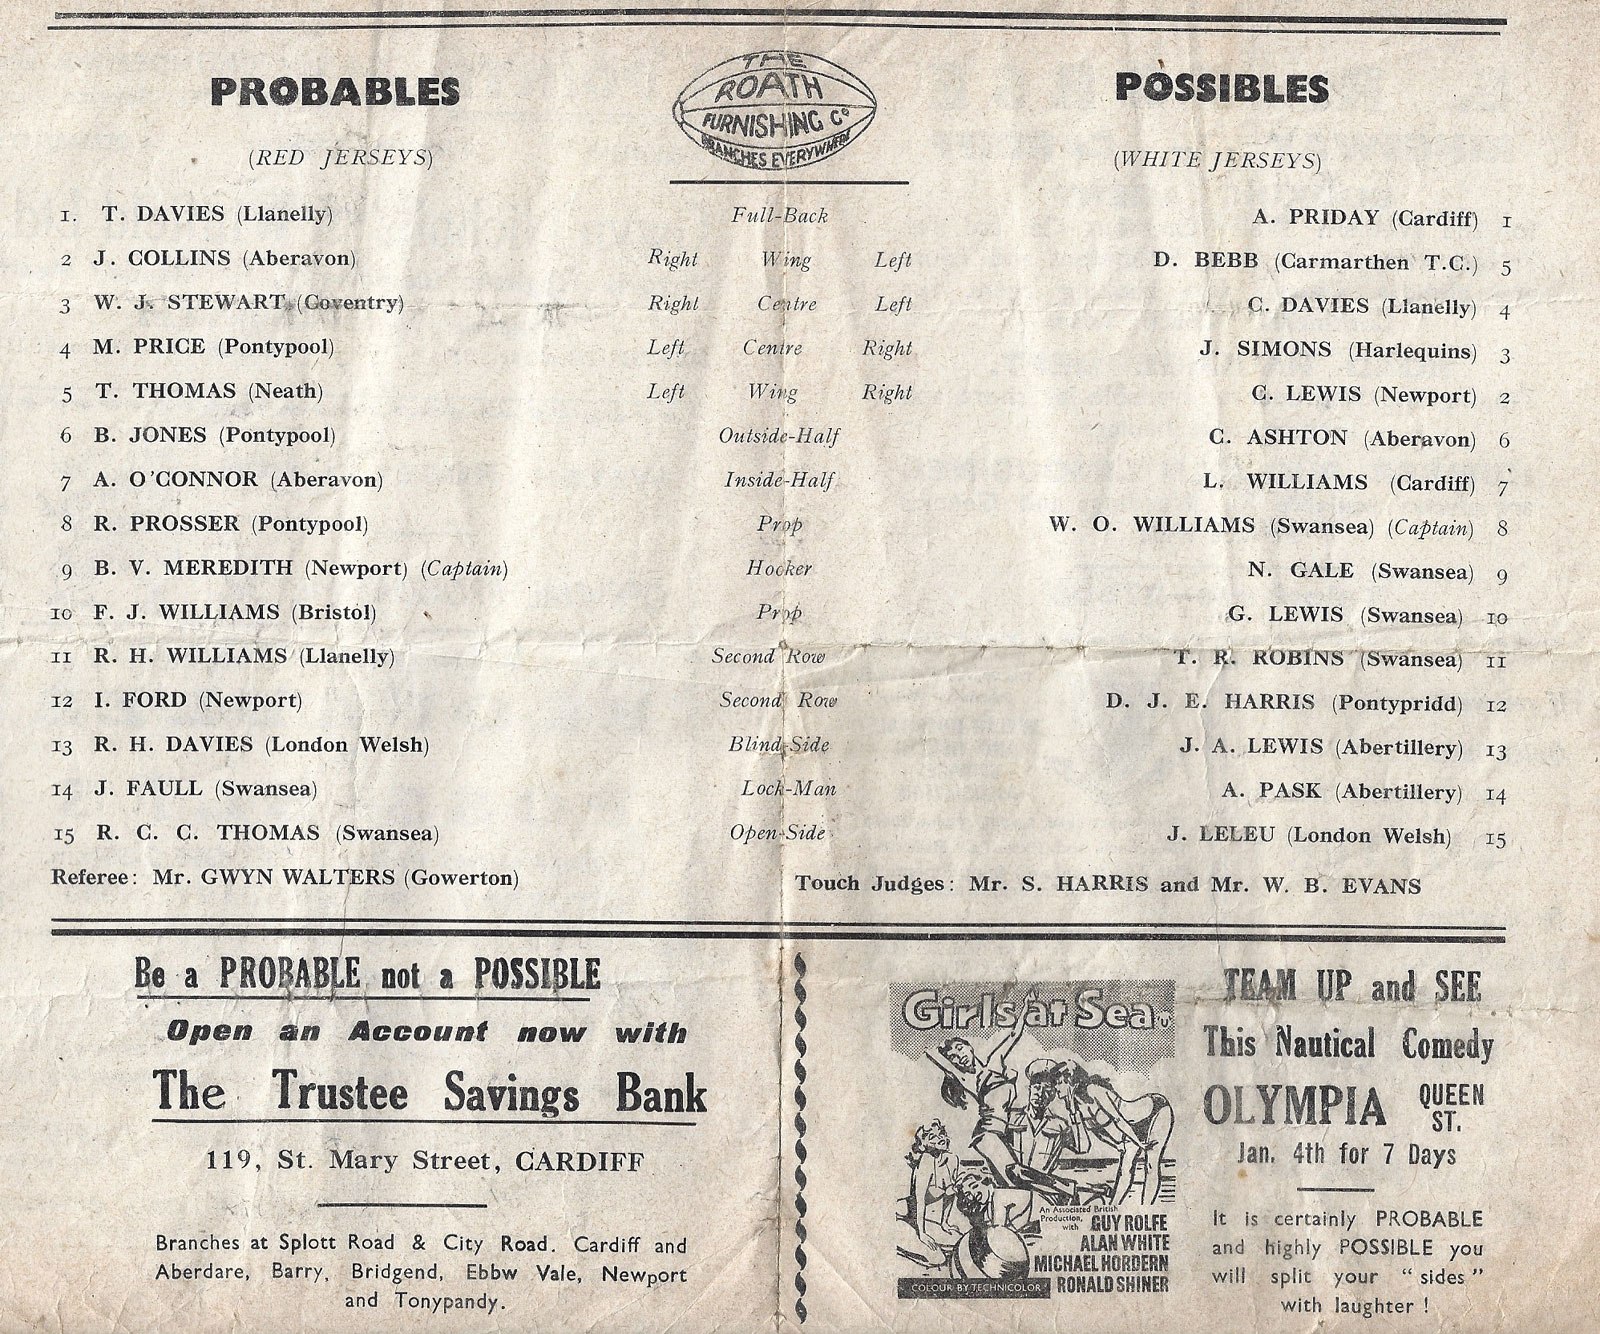 PROBABLES
(RED JERSEYS)
THE
ROATH
FURNISHING Co
BRANCHES EVERYWHERE
POSSIBLES
(WHITE JERSEYS)
1. T. DAVIES (Llanelly) Full-Back A. PRIDAY (Cardiff) 1
2 J. COLLINS (Aberavon) Right Wing Left D. BEBB (Carmarthen T.C.) 5
3 W. J. STEWART (Coventry) Right Centre Left C. DAVIES (Llanelly) 4
4 M. PRICE (Pontypool) Left Centre Right J. SIMONS (Harlequins) 3
5 T. THOMAS (Neath) Left Wing Right C. LEWIS (Newport) 2
6 B. JONES (Pontypool) Outside-Half C. ASHTON (Aberavon) 6
7 A. O'CONNOR (Aberavon) Inside-Half L. WILLIAMS (Cardiff) 7
8 R. PROSSER (Pontypool) Prop W. O. WILLIAMS (Swansea) (Captain) 8
9 B. V. MEREDITH (Newport) (Captain) Hooker N. GALE (Swansea) 9
10 F. J. WILLIAMS (Bristol) Prop G. LEWIS (Swansea) 10
11 R. H. WILLIAMS (Llanelly) Second Row T. R. ROBINS (Swansea) 11
12 I. FORD (Newport) Second Row D. J. E. HARRIS (Pontypridd) 12
13 R. H. DAVIES (London Welsh) Blind-Side J. A. LEWIS (Abertillery) 13
14 J. FAULL (Swansea) Lock-Man A. PASK (Abertillery) 14
15 R. C. C. THOMAS (Swansea) Open-Side J. LELEU (London Welsh) 15
Referee: Mr. GWYN WALTERS (Gowerton) Touch Judges: Mr. S. HARRIS and Mr. W. B. EVANS
Be a PROBABLE not a POSSIBLE
Open an Account now with
The Trustee Savings Bank
119, St. Mary Street, CARDIFF
Branches at Splott Road & City Road. Cardiff and
Aberdare, Barry, Bridgend, Ebbw Vale, Newport
and Tonypandy.
Girls at Sea "U"
An Associated British
Production, with
GUY ROLFE
ALAN WHITE
MICHAEL HORDERN
RONALD SHINER
COLOUR BY TECHNICOLOR
TEAM UP and SEE
This Nautical Comedy
OLYMPIA QUEEN ST.
Jan. 4th for 7 Days
It is certainly PROBABLE
and highly POSSIBLE you
will split your "sides"
with laughter !